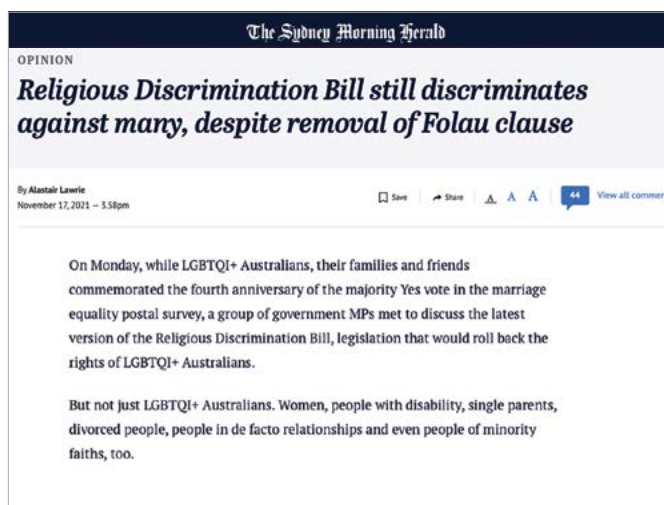 The Sydney Morning Herald
OPINION
Religious Discrimination Bill still discriminates
against many, despite removal of Folau clause
By Alastair Lawrie
November 17, 2021 — 3.58pm
Save
Share
A A A
44
View all commen
On Monday, while LGBTQI+ Australians, their families and friends
commemorated the fourth anniversary of the majority Yes vote in the marriage
equality postal survey, a group of government MPs met to discuss the latest
version of the Religious Discrimination Bill, legislation that would roll back the
rights of LGBTQI+ Australians.
But not just LGBTQI+ Australians. Women, people with disability, single parents,
divorced people, people in de facto relationships and even people of minority
faiths, too.